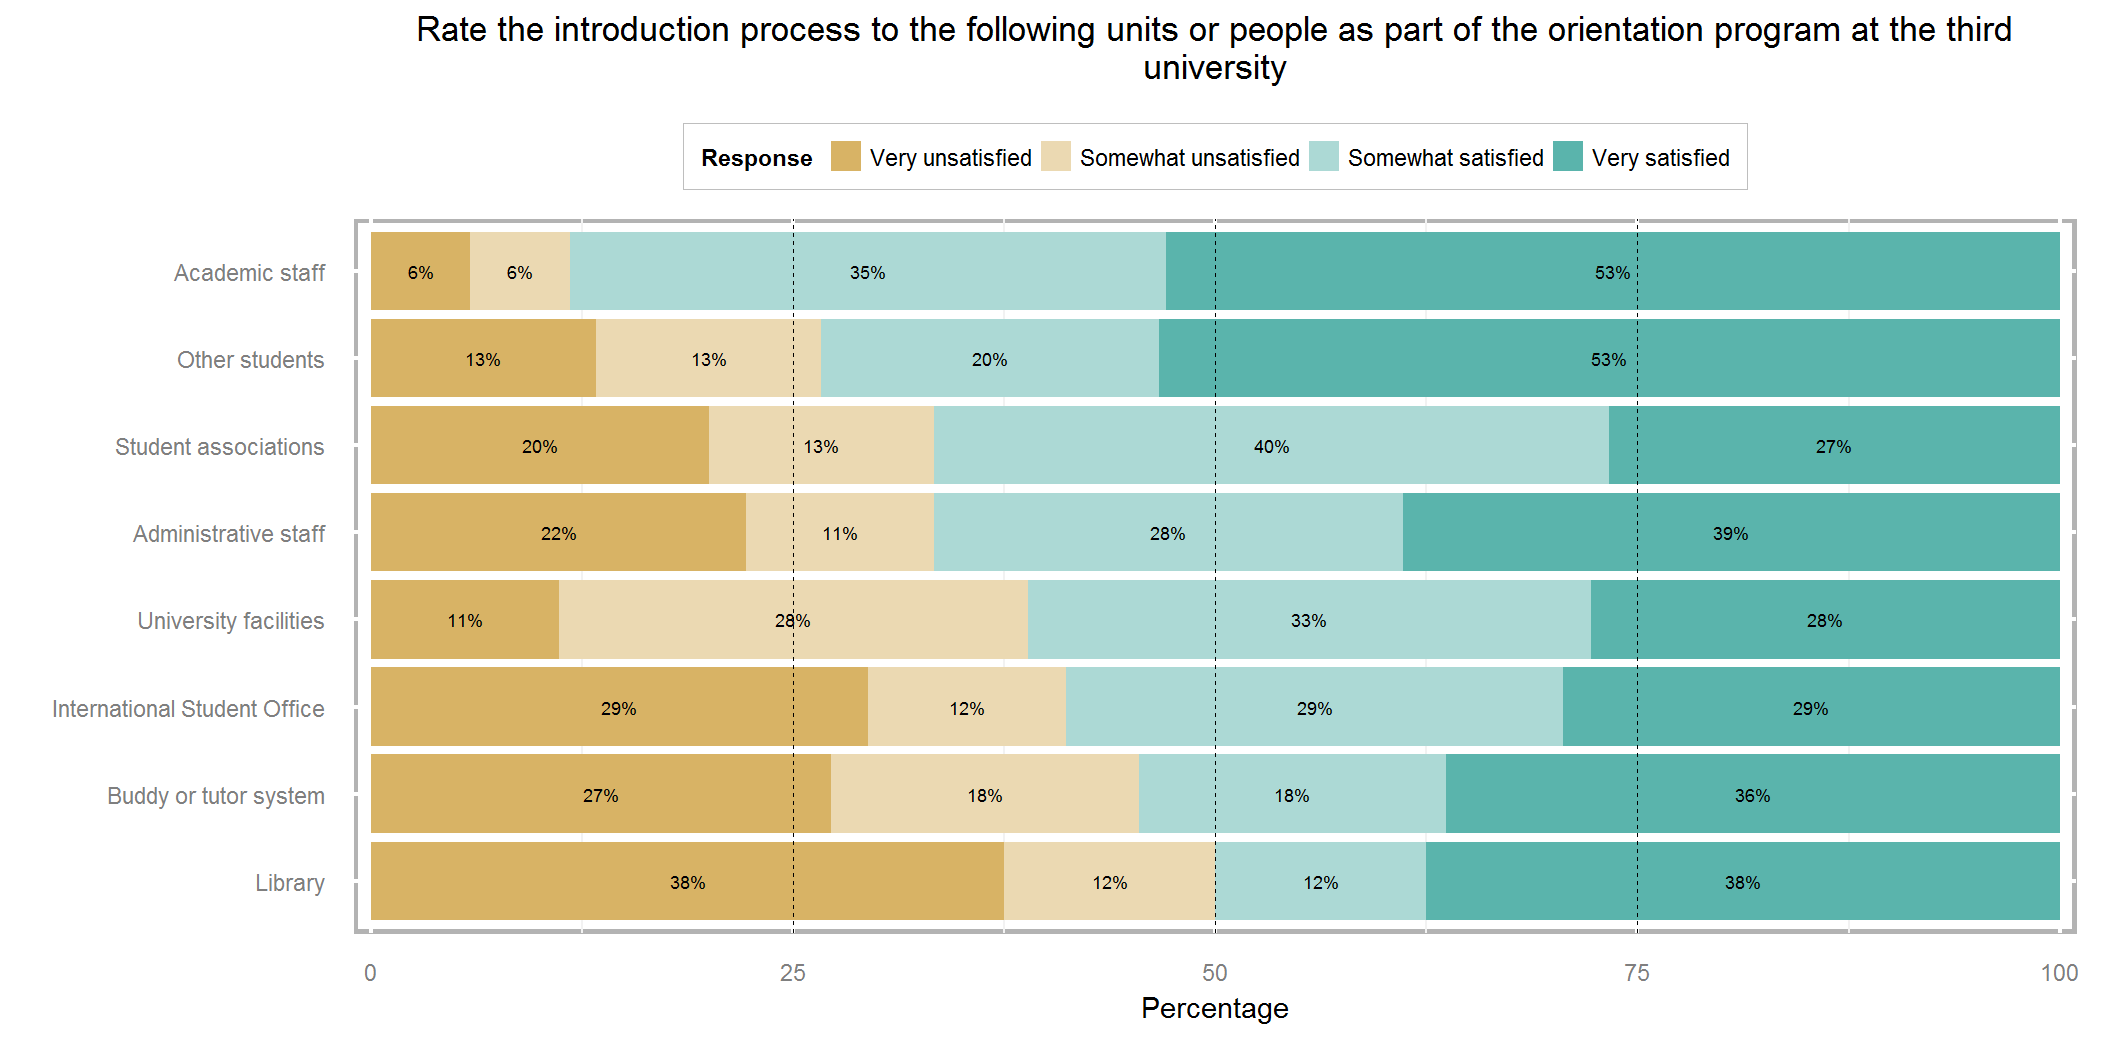 Rate the introduction process to the following units or people as part of the orientation program at the third
university
Response Very unsatisfied Somewhat unsatisfied Somewhat satisfied Very satisfied
Academic staff 6% 6% 35% 53%
Other students 13% 13% 20% 53%
Student associations 20% 13% 40% 27%
Administrative staff 22% 11% 28% 39%
University facilities 11% 28% 33% 28%
International Student Office 29% 12% 29% 29%
Buddy or tutor system 27% 18% 18% 36%
Library 38% 12% 12% 38%
0 25 50 75 100
Percentage